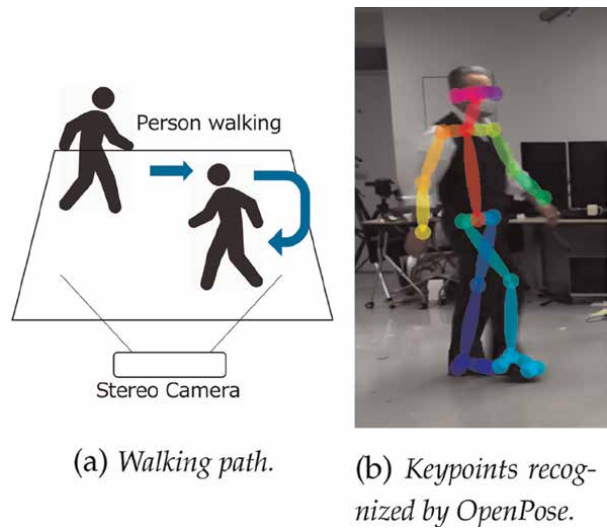 Person walking
Stereo Camera
(a) Walking path.
(b) Keypoints recog-
nized by OpenPose.